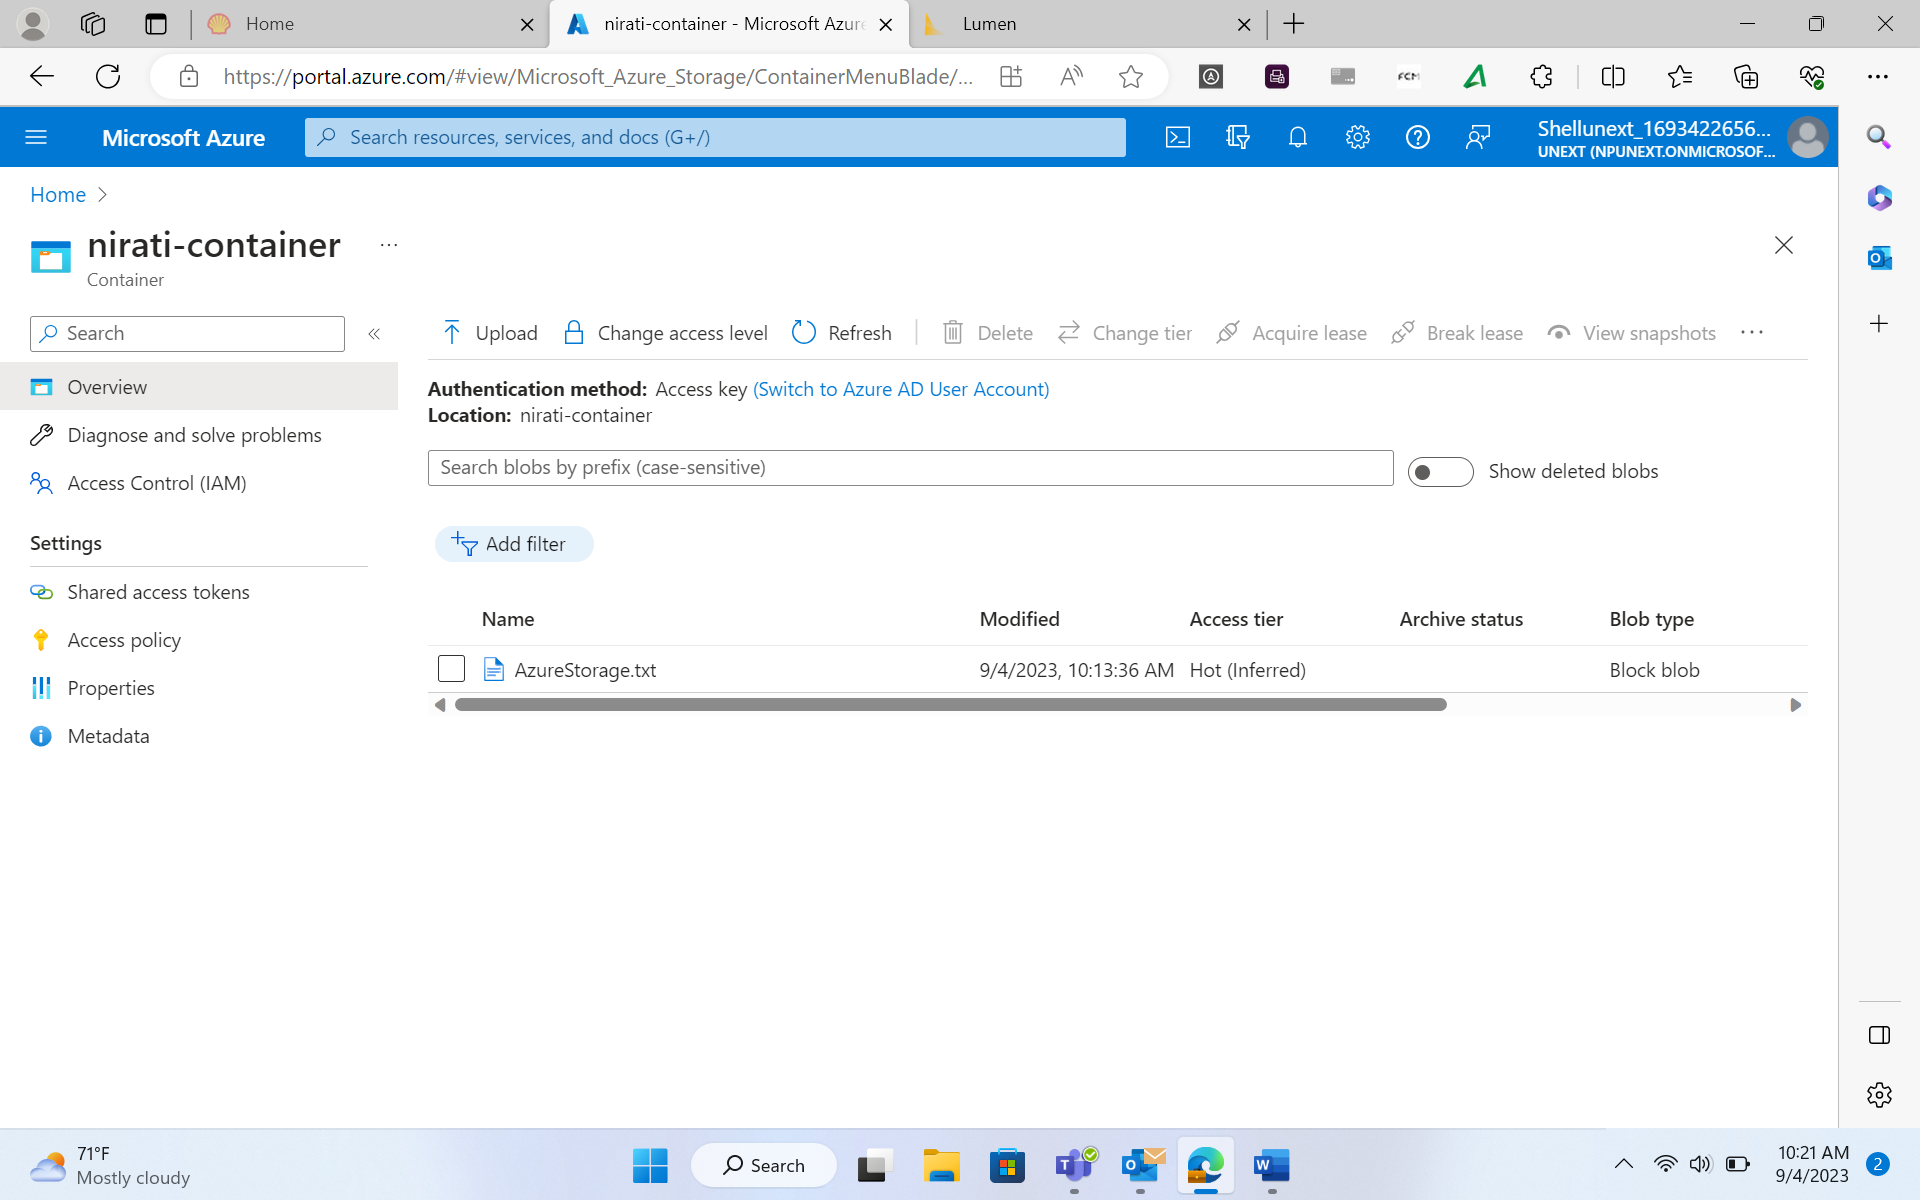 Home
nirati-container - Microsoft Azure
Lumen
https://portal.azure.com/#view/Microsoft_Azure_Storage/ContainerMenuBlade/...
FCM
Microsoft Azure
Search resources, services, and docs (G+/)
Shellunext_1693422656...
UNEXT (NPUNEXT.ONMICROSOF...
Home
nirati-container
Container
Search
Upload
Change access level
Refresh
Delete
Change tier
Acquire lease
Break lease
View snapshots
Overview
Diagnose and solve problems
Access Control (IAM)
Settings
Shared access tokens
Access policy
Properties
Metadata
Authentication method: Access key (Switch to Azure AD User Account)
Location: nirati-container
Search blobs by prefix (case-sensitive)
Show deleted blobs
Add filter
Name Modified Access tier Archive status Blob type
AzureStorage.txt 9/4/2023, 10:13:36 AM Hot (Inferred) Block blob
71°F
Mostly cloudy
Search
10:21 AM
9/4/2023
2